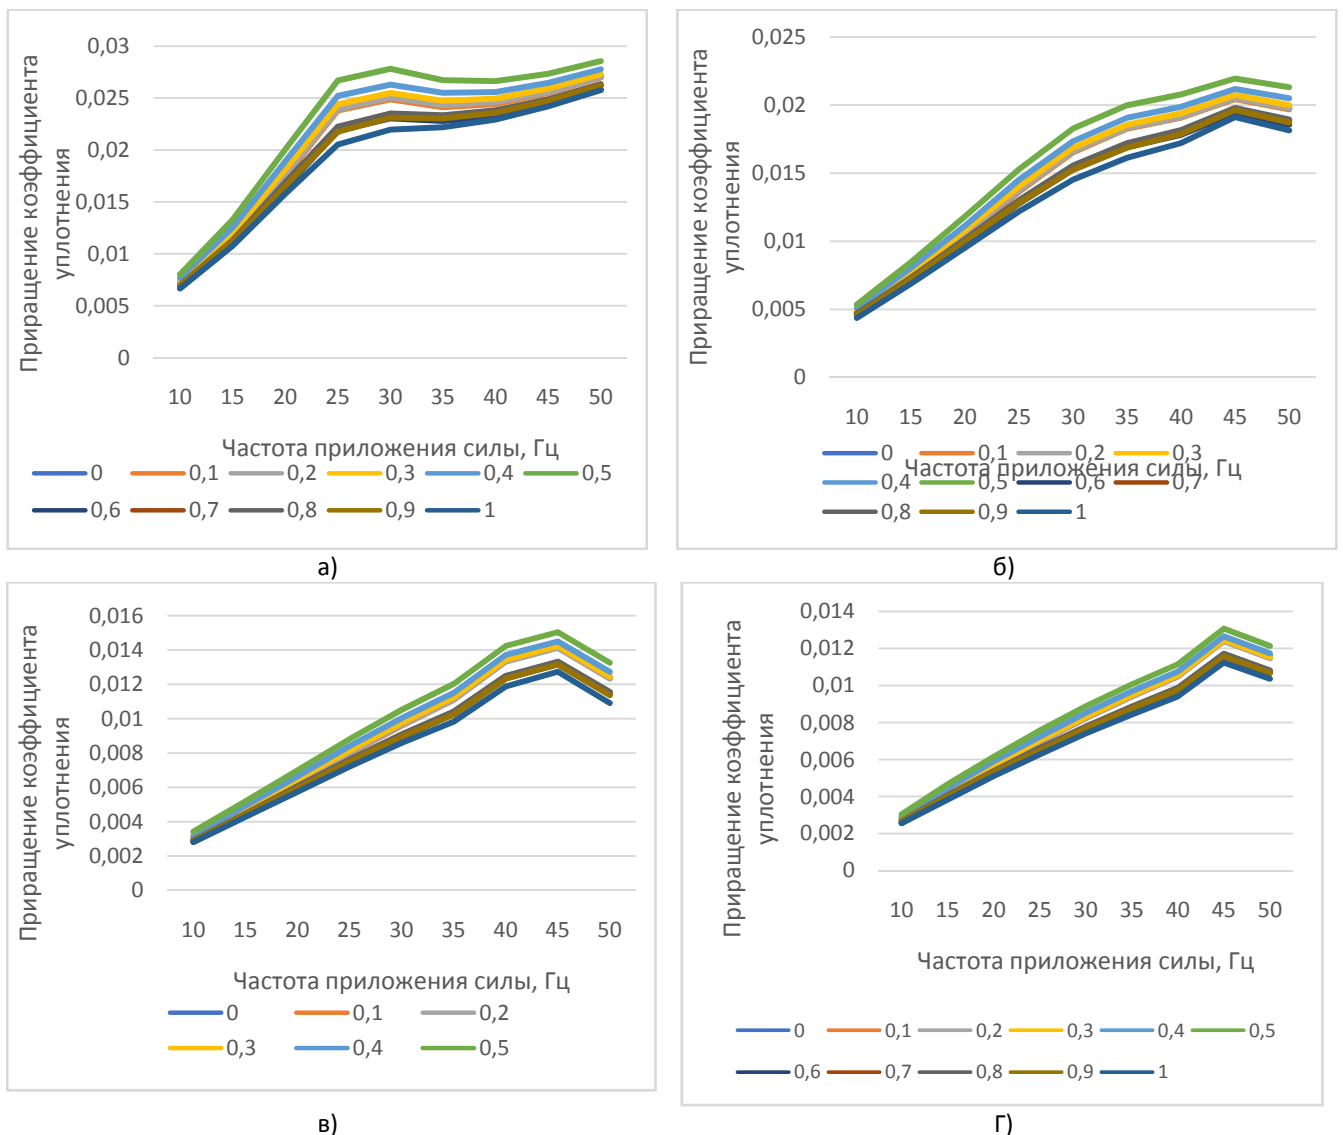 Приращение коэффициента
уплотнения
0,03
0,025
0,02
0,015
0,01
0,005
0
10 15 20 25 30 35 40 45 50
Частота приложения силы, Гц
0 0,1 0,2 0,3 0,4 0,5
0,6 0,7 0,8 0,9 1
а)
Приращение коэффициента
уплотнения
0,025
0,02
0,015
0,01
0,005
0
10 15 20 25 30 35 40 45 50
Частота приложения силы, Гц
0 0,1 0,2 0,3
0,4 0,5 0,6 0,7
0,8 0,9 1
б)
Приращение коэффициента
уплотнения
0,016
0,014
0,012
0,01
0,008
0,006
0,004
0,002
0
10 15 20 25 30 35 40 45 50
Частота приложения силы, Гц
0 0,1 0,2
0,3 0,4 0,5
в)
Приращение коэффициента
уплотнения
0,014
0,012
0,01
0,008
0,006
0,004
0,002
0
10 15 20 25 30 35 40 45 50
Частота приложения силы, Гц
0 0,1 0,2 0,3 0,4 0,5
0,6 0,7 0,8 0,9 1
Г)